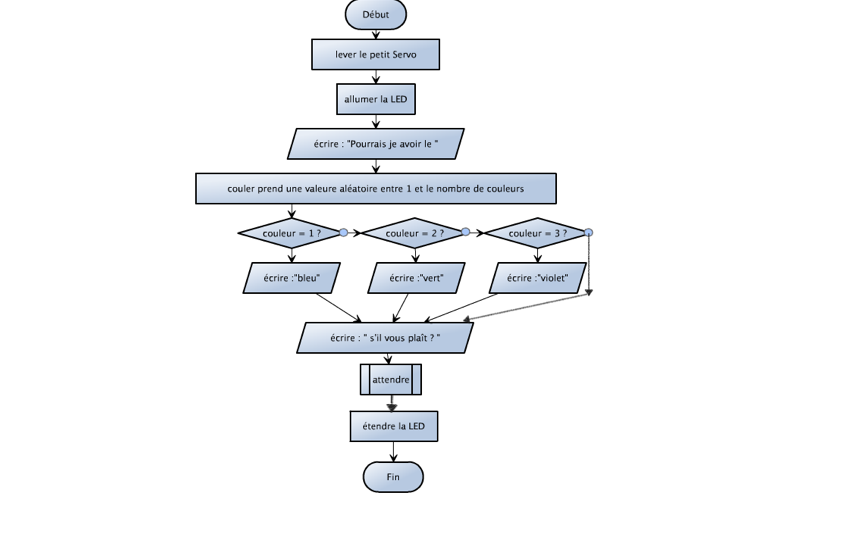 Début
lever le petit Servo
allumer la LED
écrire : "Pourrais je avoir le "
couler prend une valeure aléatoire entre 1 et le nombre de couleurs
couleur = 1 ?
couleur = 2 ?
couleur = 3 ?
écrire :"bleu"
écrire :"vert"
écrire :"violet"
écrire : " s'il vous plaît ? "
attendre
étendre la LED
Fin